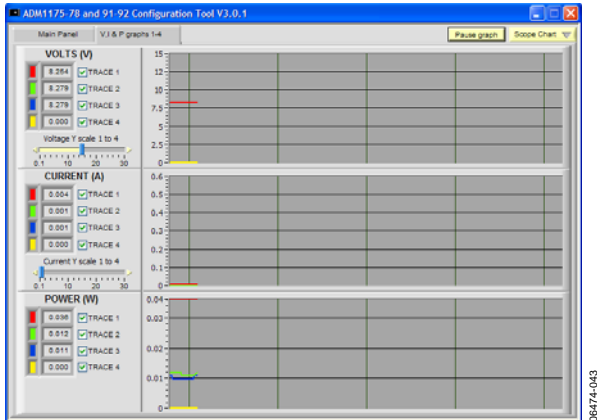 ADM1175-78 and 91-92 Configuration Tool V3.0.1
Main Panel V,I & P graphs 1-4 Pause graph Scope Chart
VOLTS (V)
8.264 TRACE 1
8.279 TRACE 2
8.279 TRACE 3
0.000 TRACE 4
Voltage Y scale 1 to 4
0.1 10 20 30
15
12
10
7.5
5
2.5
0
CURRENT (A)
0.004 TRACE 1
0.001 TRACE 2
0.001 TRACE 3
0.000 TRACE 4
Current Y scale 1 to 4
0.1 10 20 30
0.6
0.5
0.4
0.3
0.2
0.1
0
POWER (W)
0.036 TRACE 1
0.012 TRACE 2
0.011 TRACE 3
0.000 TRACE 4
0.04
0.03
0.02
0.01
0
06474-043